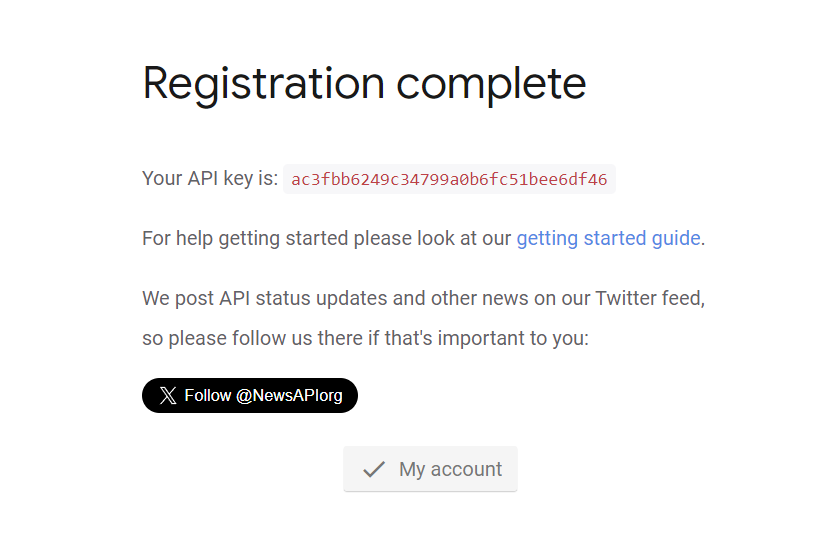 Registration complete
Your API key is: ac3fbb6249c34799a0b6fc51bee6df46
For help getting started please look at our getting started guide.
We post API status updates and other news on our Twitter feed,
so please follow us there if that's important to you:
Follow @NewsAPIorg
My account